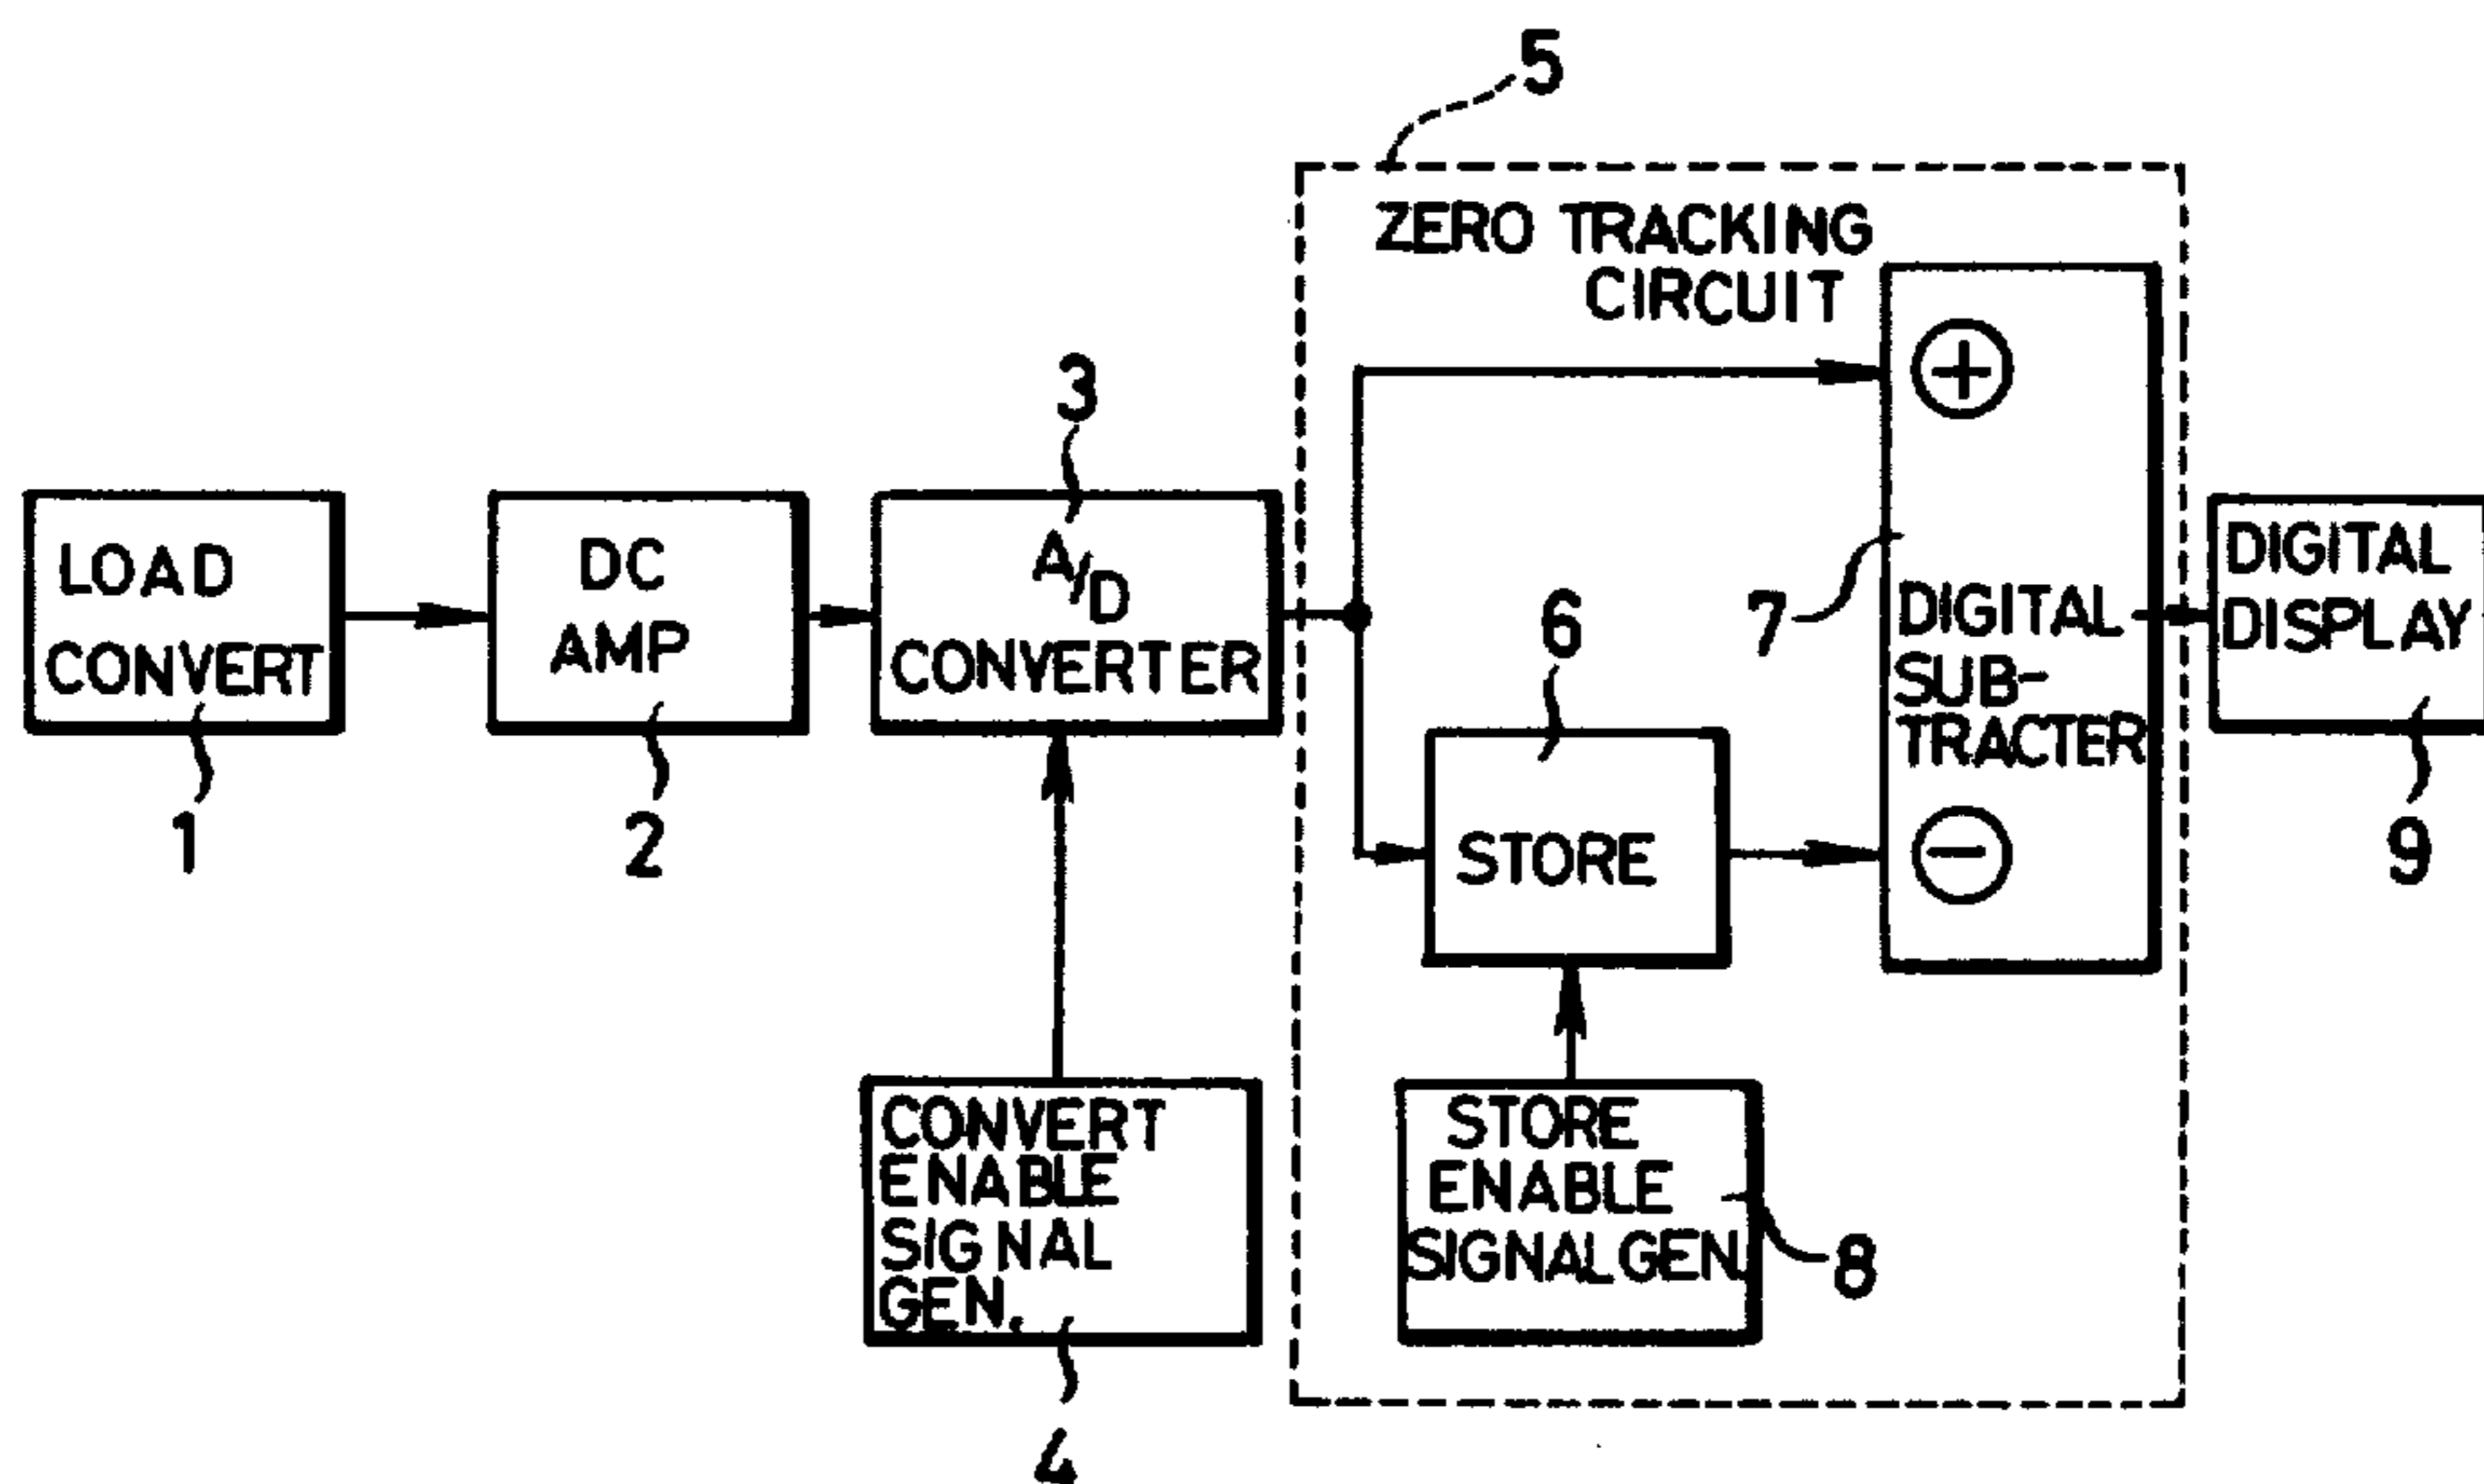 5
ZERO TRACKING
CIRCUIT
3
LOAD
CONVERT
1
DC
AMP
2
A/D
CONVERTER
+
7
DIGITAL
SUB-
TRACTER
−
DIGITAL
DISPLAY
9
6
STORE
CONVERT
ENABLE
SIGNAL
GEN.
4
STORE
ENABLE
SIGNAL GEN.
8